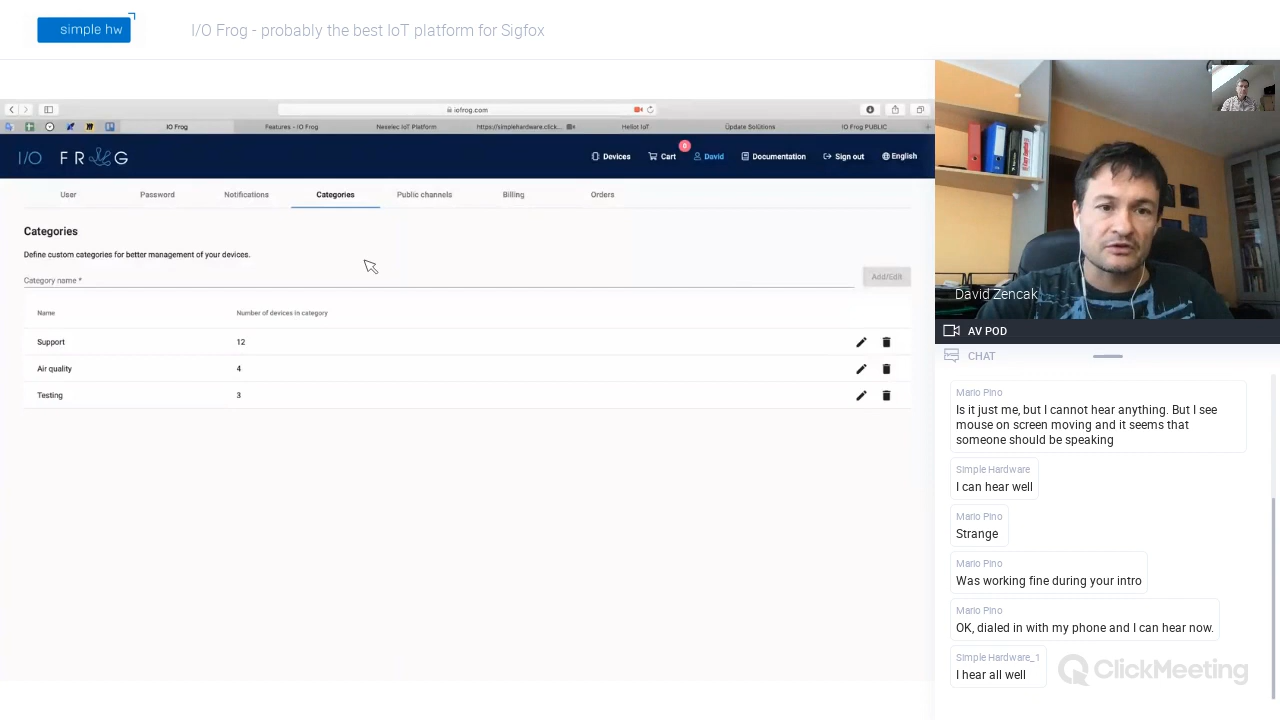 simple hw
I/O Frog - probably the best IoT platform for Sigfox
iofrog.com
IO Frog
Features - IO Frog
Neselec IoT Platform
https://simplehardware.click...
Hello! IoT
Update Solutions
IO Frog PUBLIC
I/O FROG
Devices
Cart
0
David
Documentation
Sign out
English
User
Password
Notifications
Categories
Public channels
Billing
Orders
Categories
Define custom categories for better management of your devices.
Category name *
Add/Edit
Name
Number of devices in category
Support
12
Air quality
4
Testing
3
David Zencak
AV POD
CHAT
Mario Pino
Is it just me, but I cannot hear anything. But I see
mouse on screen moving and it seems that
someone should be speaking
Simple Hardware
I can hear well
Mario Pino
Strange
Mario Pino
Was working fine during your intro
Mario Pino
OK, dialed in with my phone and I can hear now.
Simple Hardware_1
I hear all well
ClickMeeting